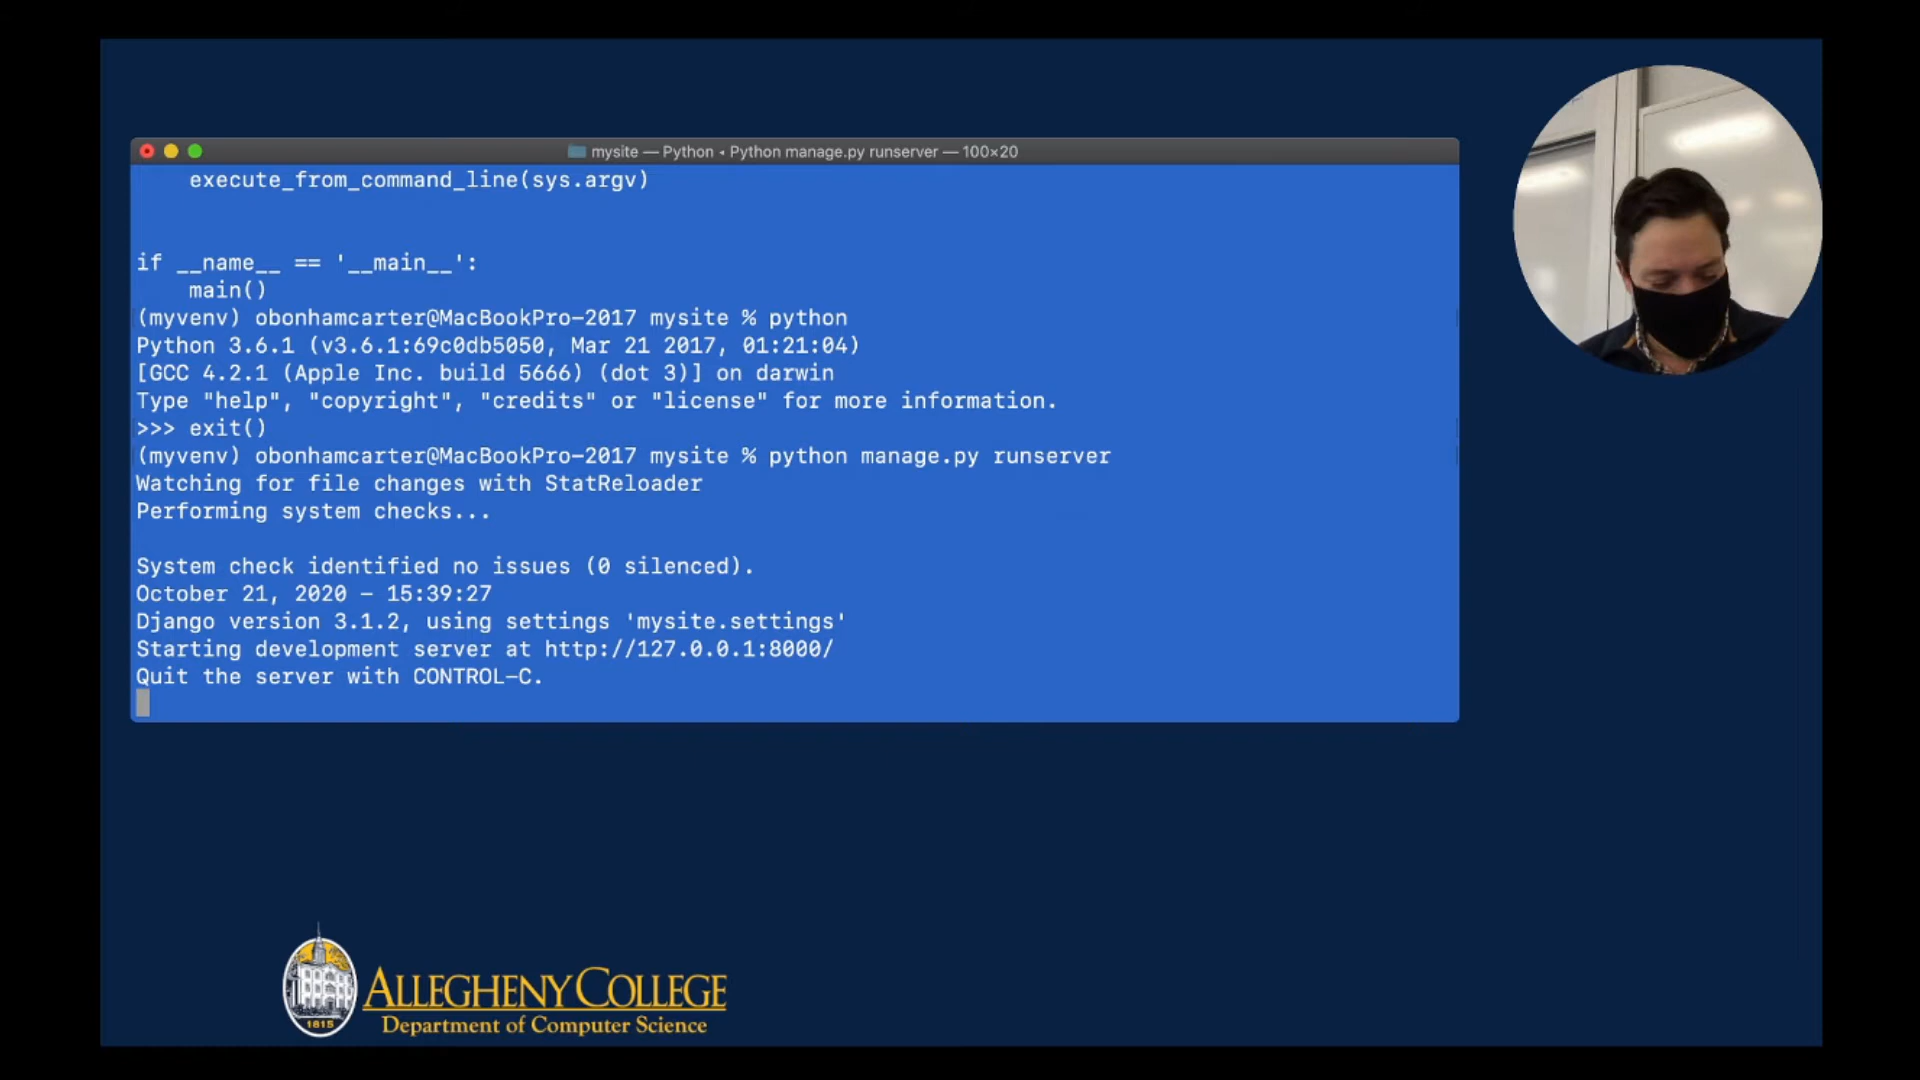 mysite — Python • Python manage.py runserver — 100×20
    execute_from_command_line(sys.argv)
if __name__ == '__main__':
    main()
(myvenv) obonhamcarter@MacBookPro-2017 mysite % python
Python 3.6.1 (v3.6.1:69c0db5050, Mar 21 2017, 01:21:04)
[GCC 4.2.1 (Apple Inc. build 5666) (dot 3)] on darwin
Type "help", "copyright", "credits" or "license" for more information.
>>> exit()
(myvenv) obonhamcarter@MacBookPro-2017 mysite % python manage.py runserver
Watching for file changes with StatReloader
Performing system checks...
System check identified no issues (0 silenced).
October 21, 2020 - 15:39:27
Django version 3.1.2, using settings 'mysite.settings'
Starting development server at http://127.0.0.1:8000/
Quit the server with CONTROL-C.
1815
ALLEGHENY COLLEGE
Department of Computer Science